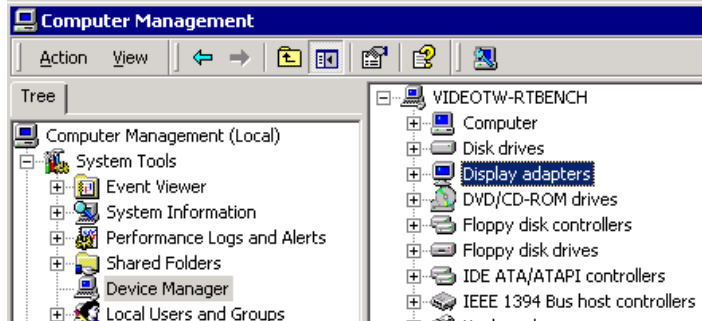 Computer Management
Action View
Tree
Computer Management (Local)
System Tools
Event Viewer
System Information
Performance Logs and Alerts
Shared Folders
Device Manager
Local Users and Groups
VIDEOTW-RTBENCH
Computer
Disk drives
Display adapters
DVD/CD-ROM drives
Floppy disk controllers
Floppy disk drives
IDE ATA/ATAPI controllers
IEEE 1394 Bus host controllers